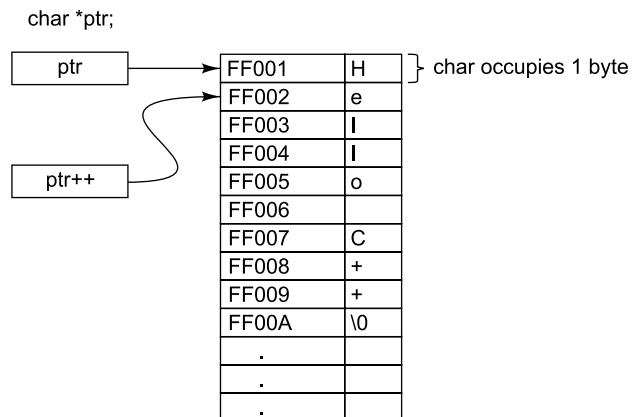 char *ptr;
ptr
FF001 H
char occupies 1 byte
FF002 e
FF003 l
FF004 l
ptr++
FF005 o
FF006
FF007 C
FF008 +
FF009 +
FF00A \0
.
.
.